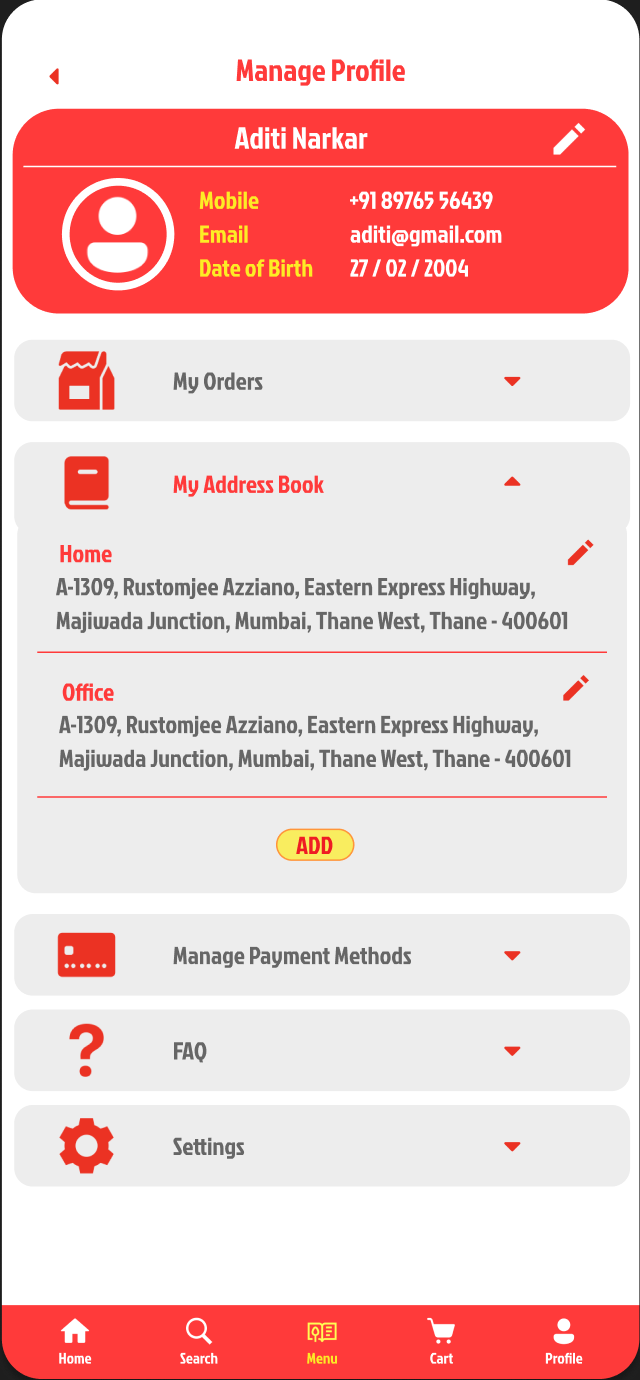 Manage Profile
Aditi Narkar
Mobile +91 89765 56439
Email aditi@gmail.com
Date of Birth 27 / 02 / 2004
My Orders
My Address Book
Home
A-1309, Rustomjee Azziano, Eastern Express Highway,
Majiwada Junction, Mumbai, Thane West, Thane - 400601
Office
A-1309, Rustomjee Azziano, Eastern Express Highway,
Majiwada Junction, Mumbai, Thane West, Thane - 400601
ADD
Manage Payment Methods
FAQ
Settings
Home Search Menu Cart Profile